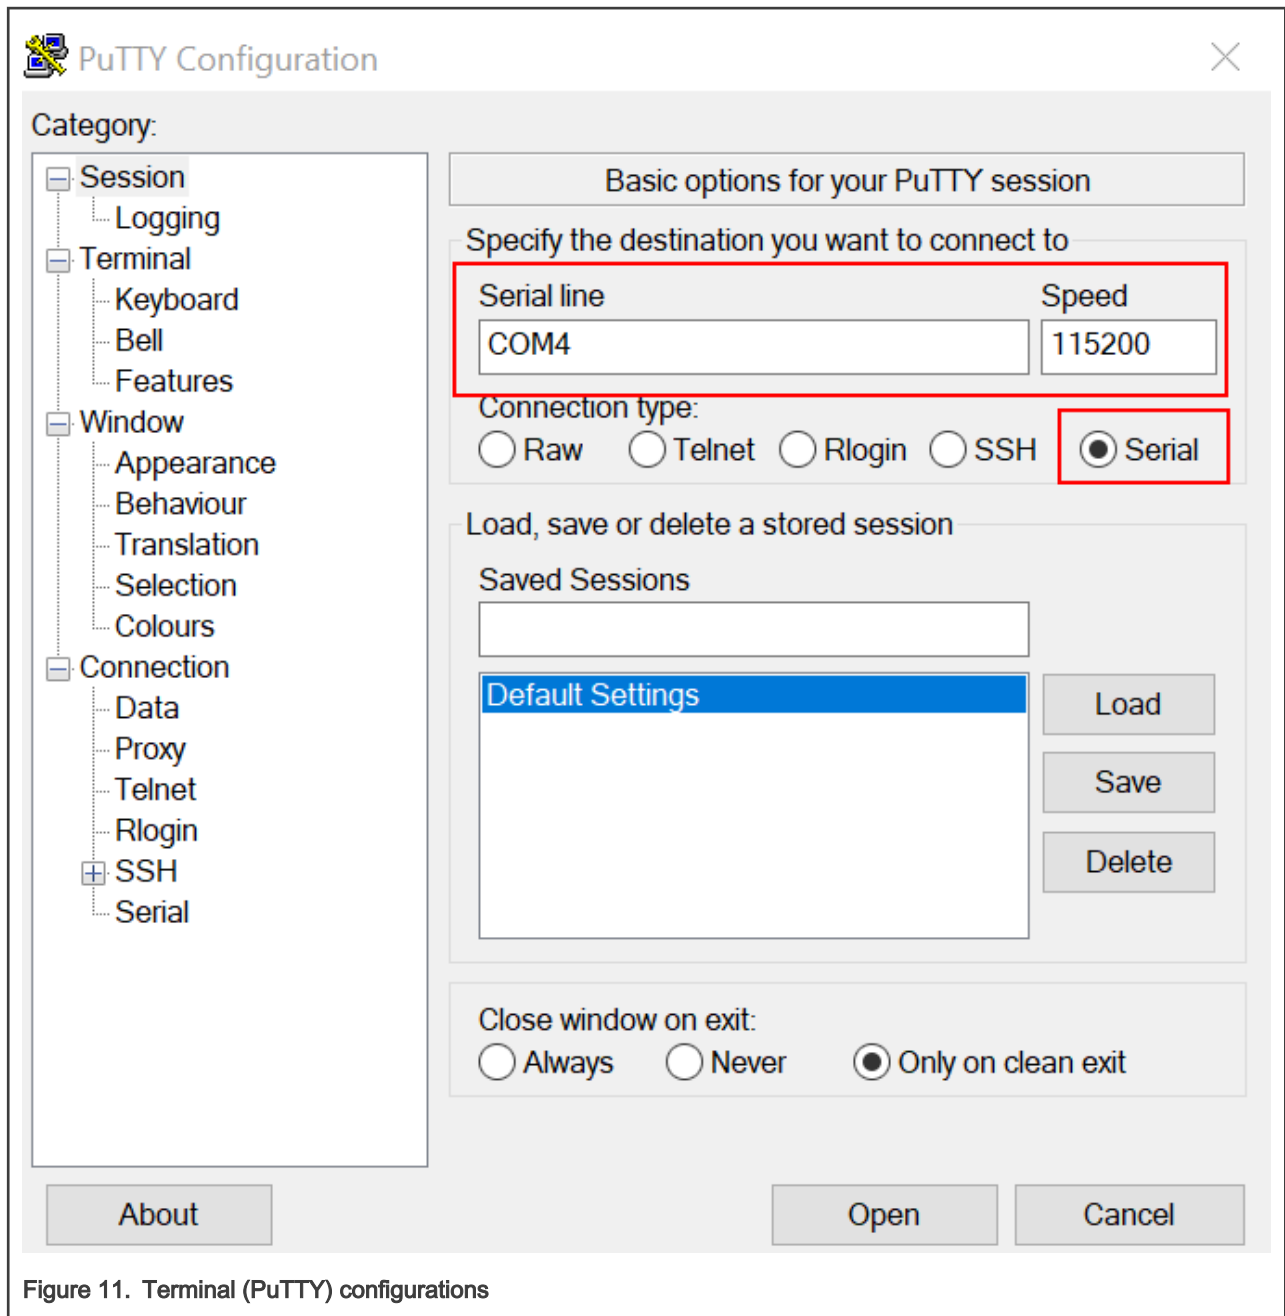 PuTTY Configuration
Category:
Session
Logging
Terminal
Keyboard
Bell
Features
Window
Appearance
Behaviour
Translation
Selection
Colours
Connection
Data
Proxy
Telnet
Rlogin
SSH
Serial
Basic options for your PuTTY session
Specify the destination you want to connect to
Serial line Speed
COM4 115200
Connection type:
Raw Telnet Rlogin SSH Serial
Load, save or delete a stored session
Saved Sessions
Default Settings
Load
Save
Delete
Close window on exit:
Always Never Only on clean exit
About Open Cancel
Figure 11. Terminal (PuTTY) configurations